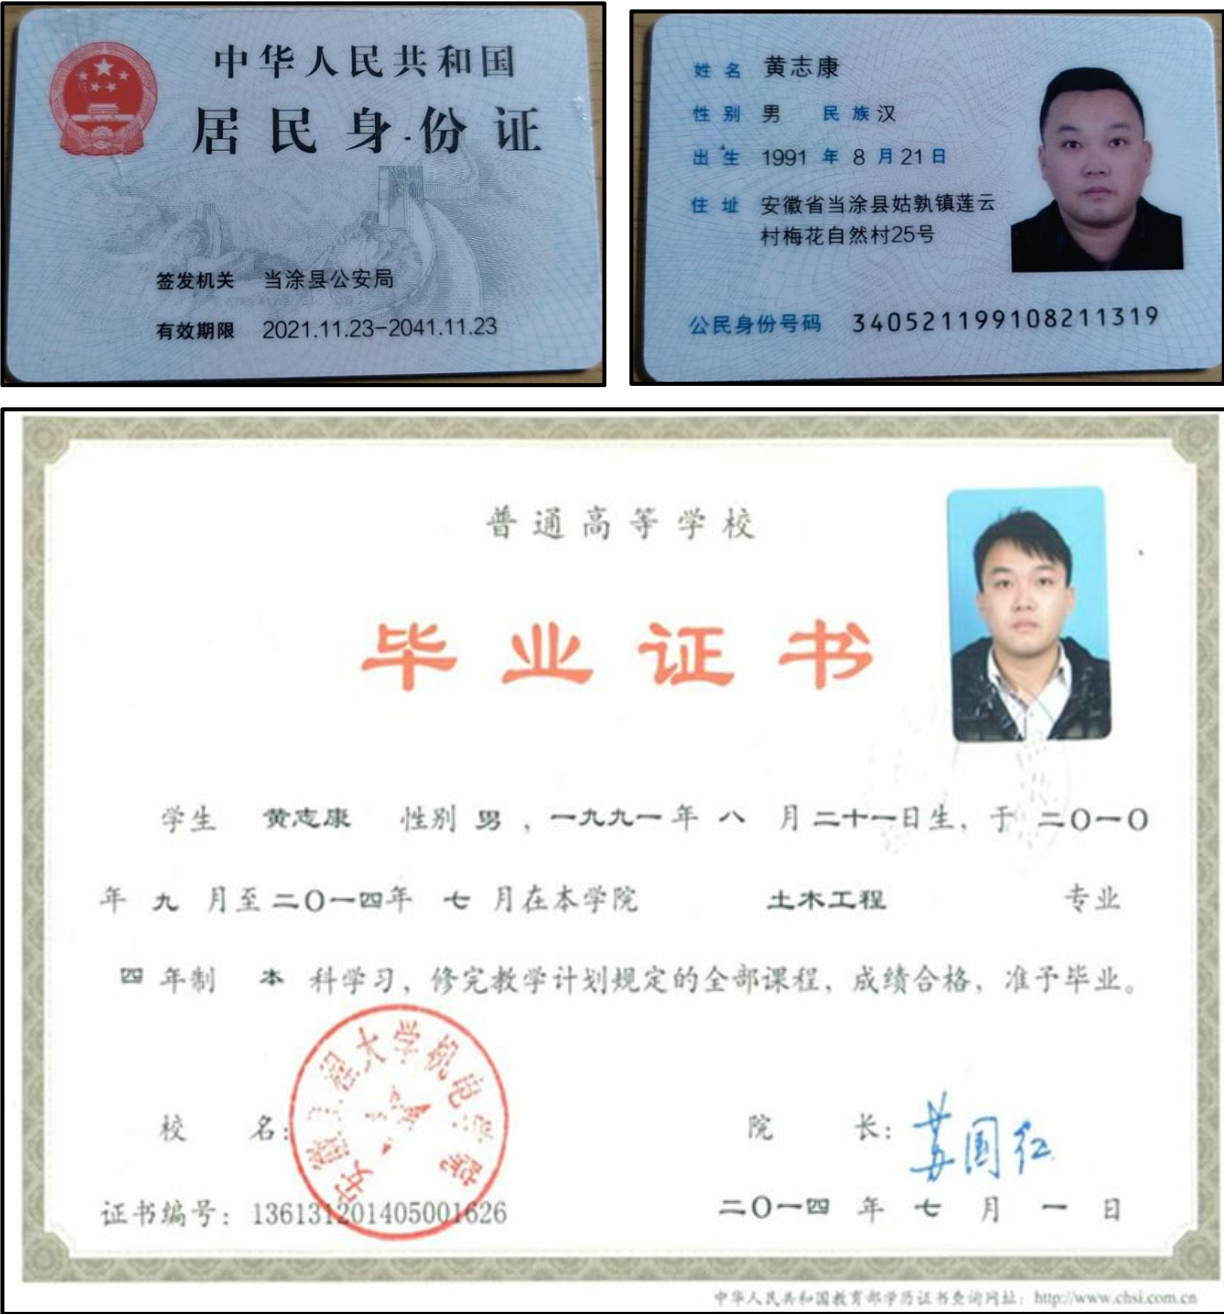 中华人民共和国
居民身份证
签发机关 当涂县公安局
有效期限 2021.11.23-2041.11.23
姓名 黄志康
性别 男 民族 汉
出生 1991 年 8 月 21 日
住址 安徽省当涂县姑孰镇莲云
村梅花自然村25号
公民身份号码 340521199108211319
普通高等学校
毕业证书
学生 黄志康 性别 男 ，一九九一年 八 月二十一日生，于 二〇一〇
年 九 月至二〇一四年 七 月在本学院 土木工程 专业
四 年制 本 科学习，修完教学计划规定的全部课程，成绩合格，准予毕业。
校 名：
程大学机电学院
院 长：
证书编号：136131201405001626
二〇一四 年 七 月 一 日
中华人民共和国教育部学历证书查询网址：http://www.chsi.com.cn